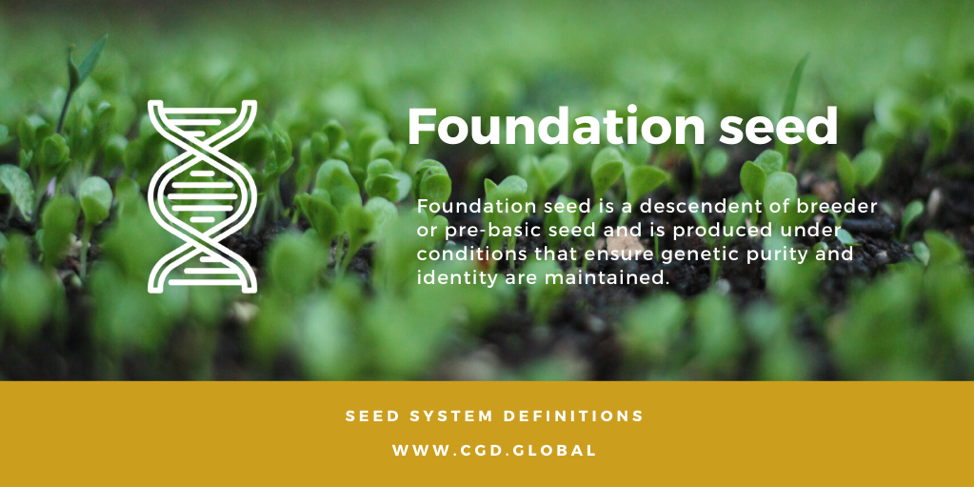 Foundation seed
Foundation seed is a descendent of breeder
or pre-basic seed and is produced under
conditions that ensure genetic purity and
identity are maintained.
SEED SYSTEM DEFINITIONS
WWW.CGD.GLOBAL